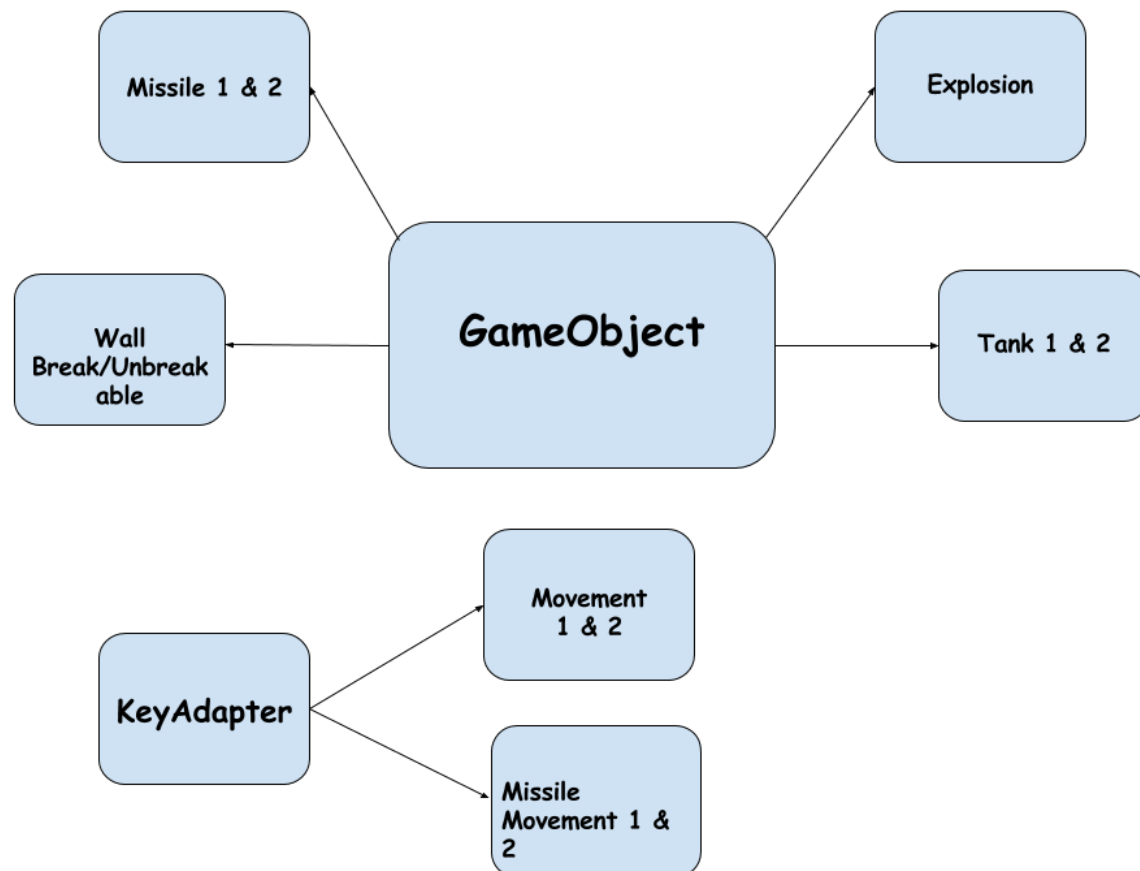 Missile 1 & 2
Explosion
GameObject
Wall
Break/Unbreak
able
Tank 1 & 2
Movement
1 & 2
KeyAdapter
Missile
Movement 1 &
2